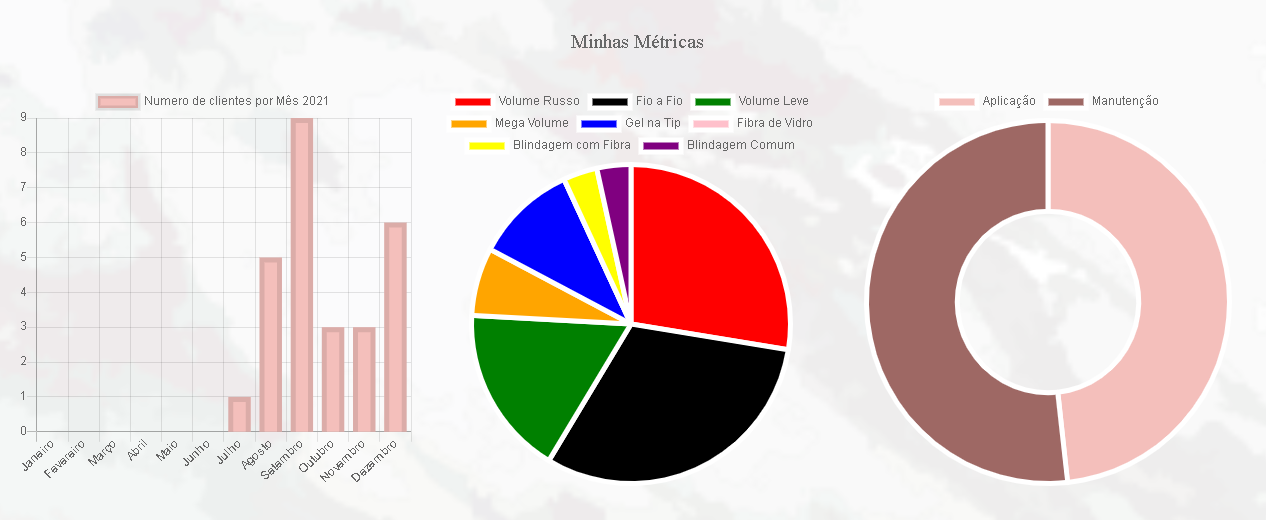 Minhas Métricas
Numero de clientes por Mês 2021
9
8
7
6
5
4
3
2
1
0
Janeiro
Fevereiro
Março
Abril
Maio
Junho
Julho
Agosto
Setembro
Outubro
Novembro
Dezembro
Volume Russo Fio a Fio Volume Leve
Mega Volume Gel na Tip Fibra de Vidro
Blindagem com Fibra Blindagem Comum
Aplicação Manutenção